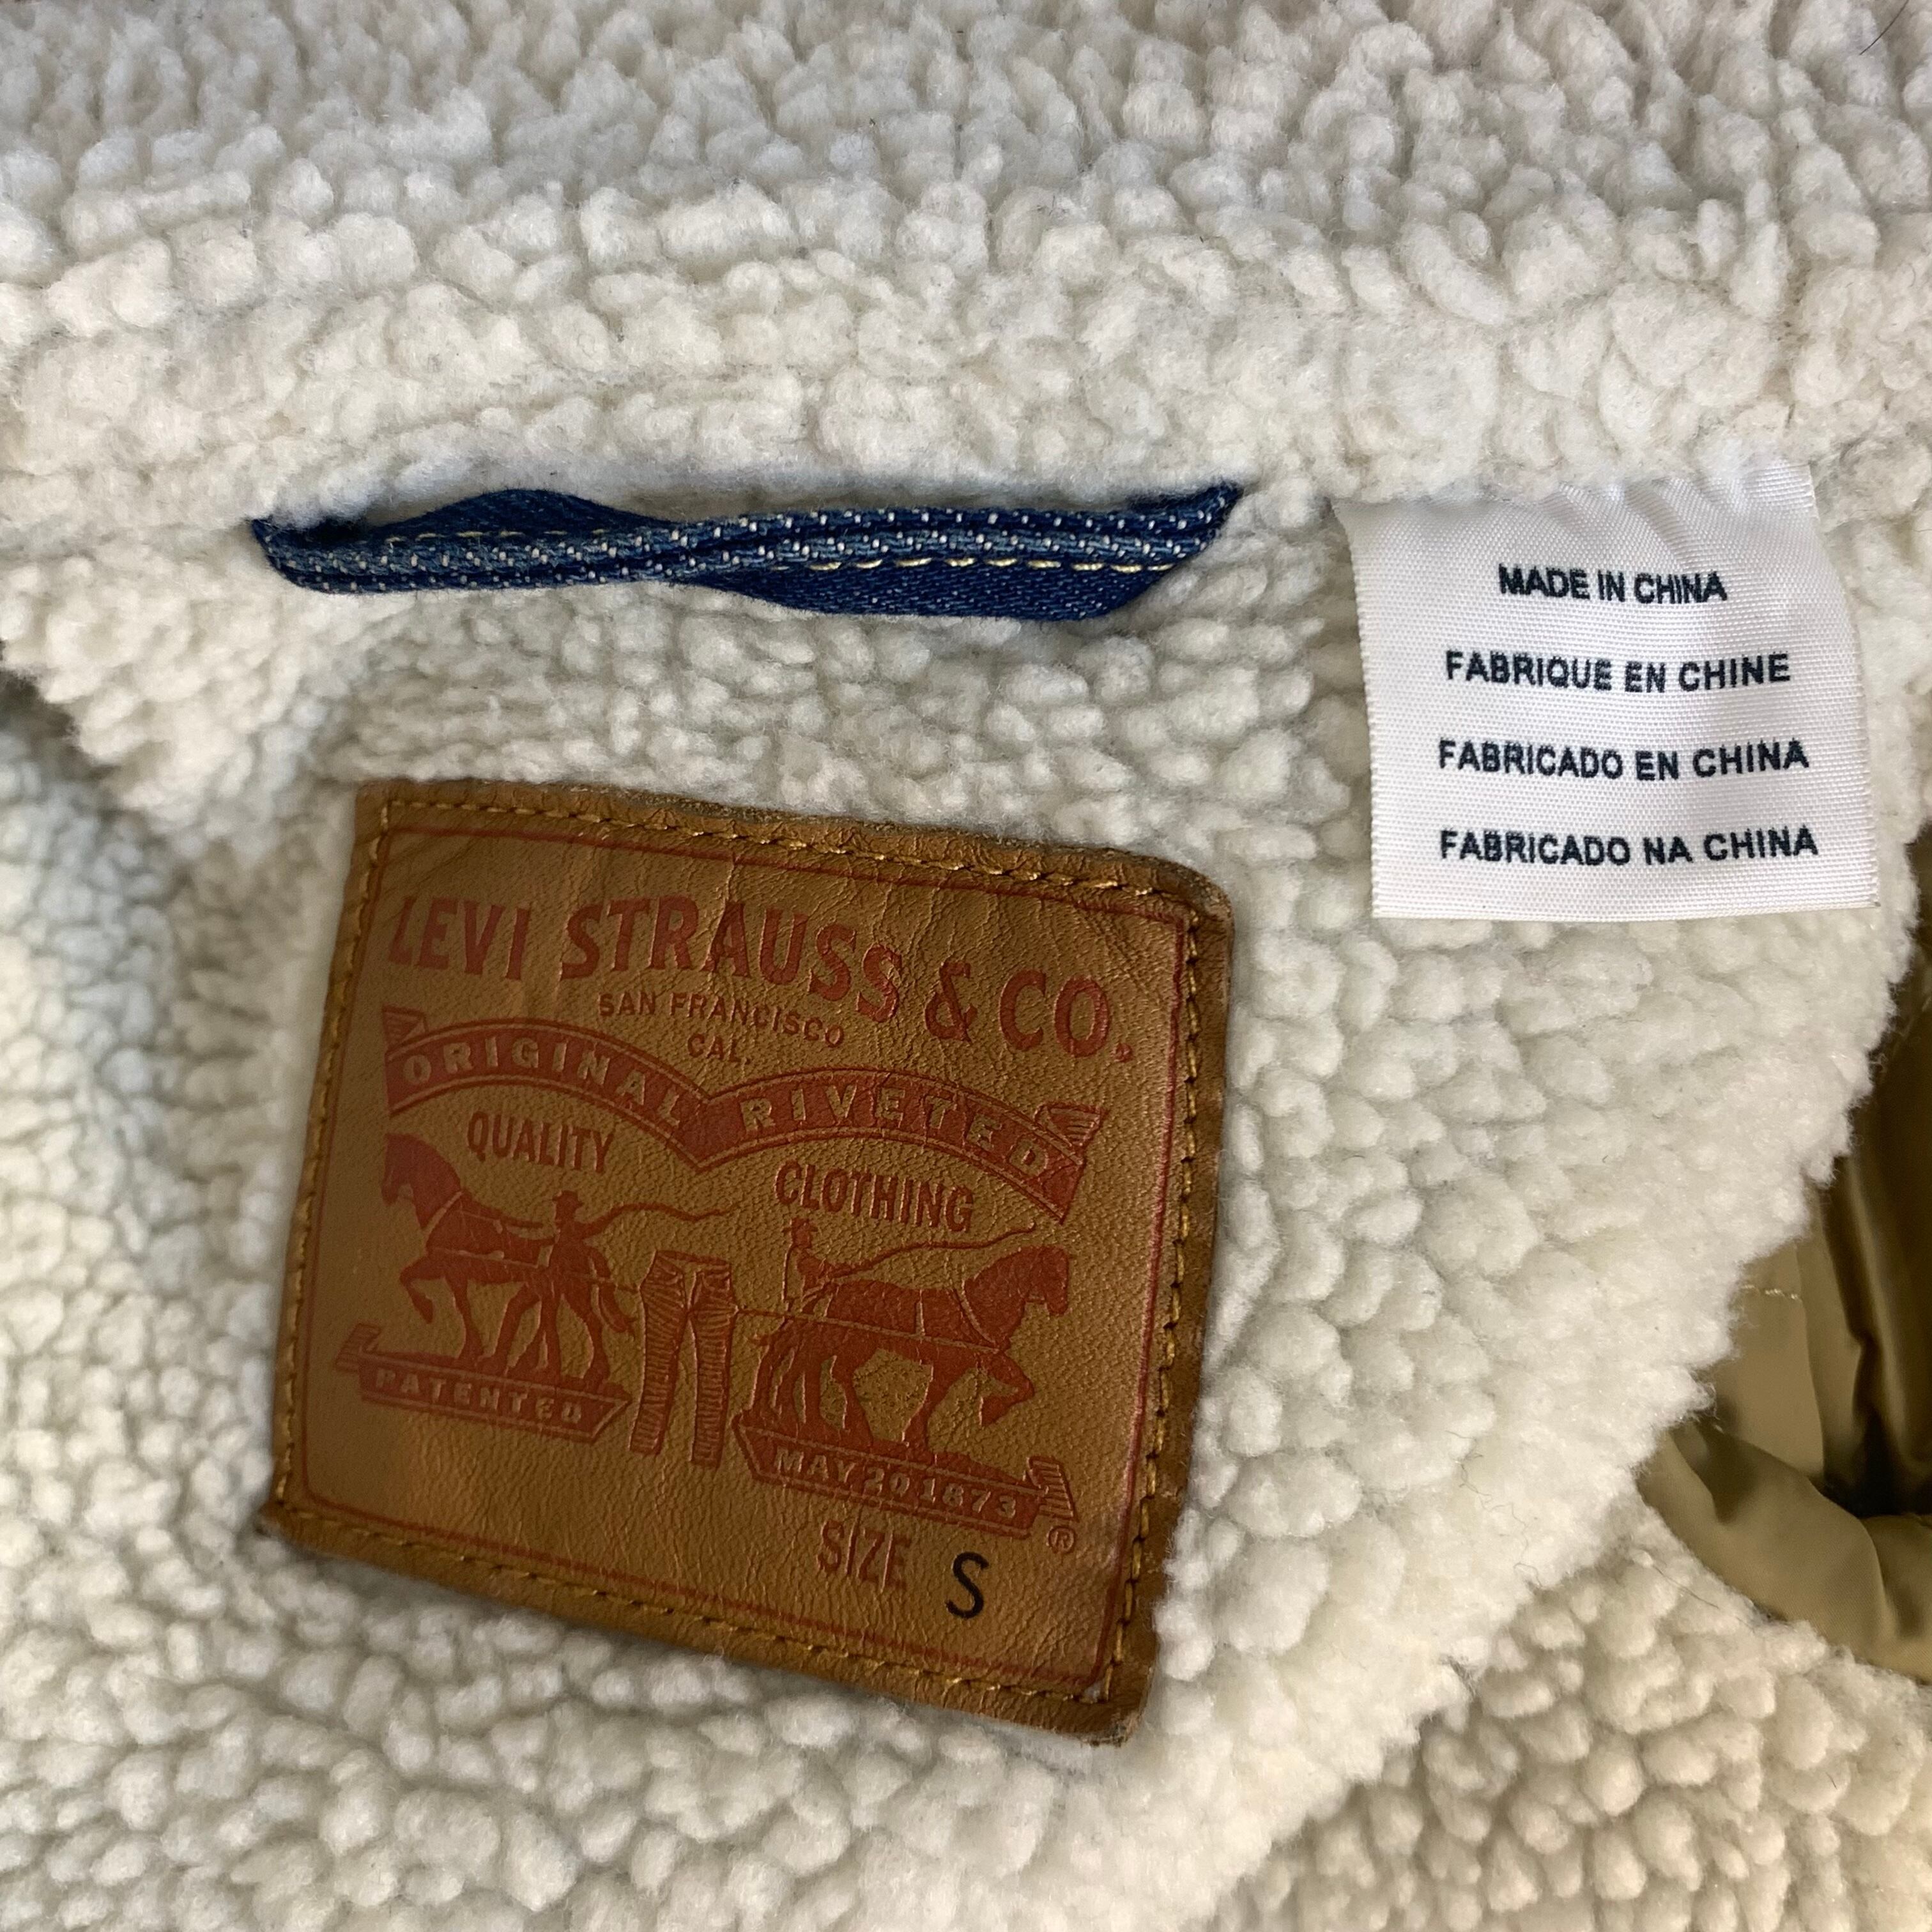 MADE IN CHINA
FABRIQUE EN CHINE
FABRICADO EN CHINA
FABRICADO NA CHINA
LEVI STRAUSS & CO.
SAN FRANCISCO
CAL.
ORIGINAL RIVETED
QUALITY CLOTHING
PATENTED
MAY 20 1873
®
SIZE S